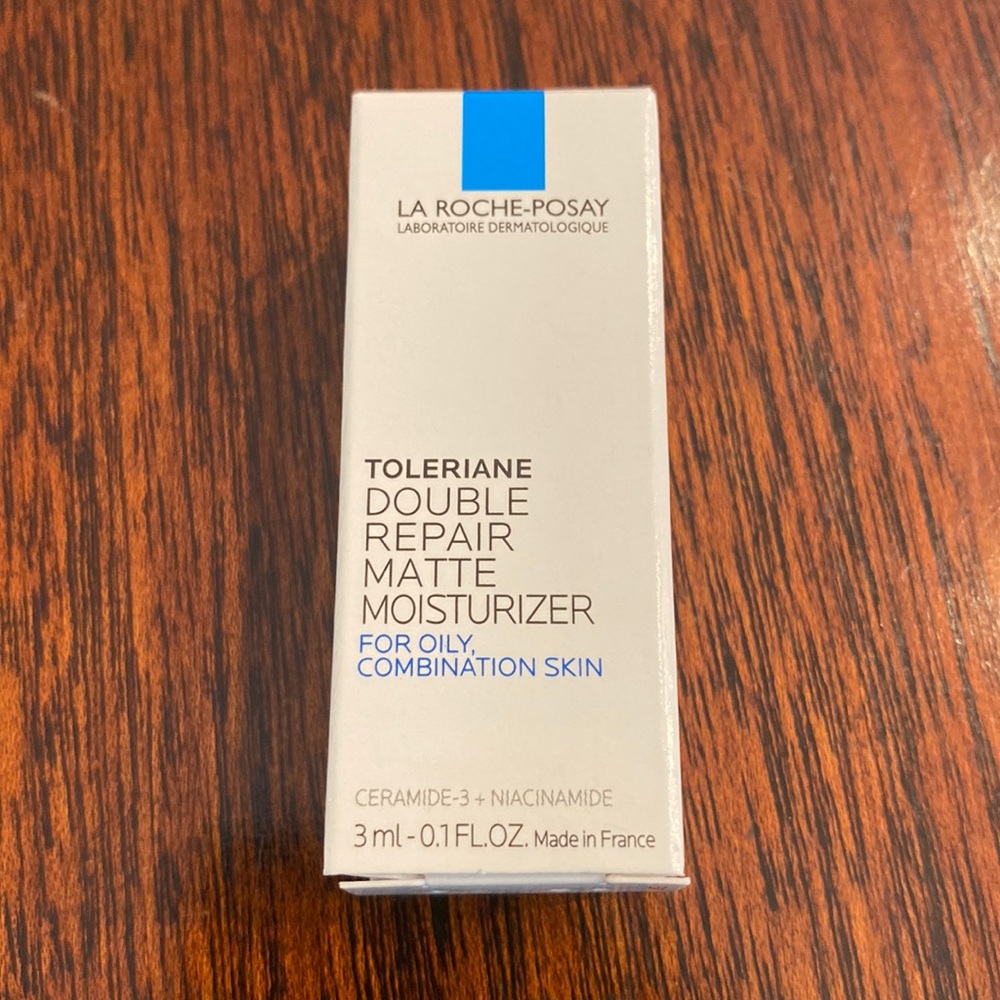 LA ROCHE-POSAY
LABORATOIRE DERMATOLOGIQUE
TOLERIANE
DOUBLE
REPAIR
MATTE
MOISTURIZER
FOR OILY,
COMBINATION SKIN
CERAMIDE-3 + NIACINAMIDE
3 ml - 0.1 FL.OZ. Made in France